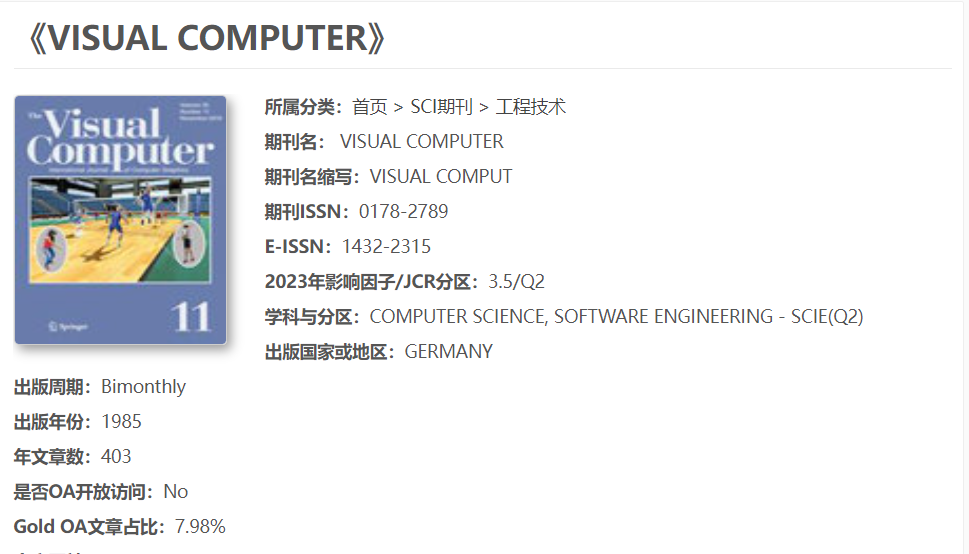 《VISUAL COMPUTER》
The Visual
Computer
International Journal of Computer Graphics
Springer
11
所属分类：首页 > SCI期刊 > 工程技术
期刊名： VISUAL COMPUTER
期刊名缩写：VISUAL COMPUT
期刊ISSN：0178-2789
E-ISSN：1432-2315
2023年影响因子/JCR分区：3.5/Q2
学科与分区：COMPUTER SCIENCE, SOFTWARE ENGINEERING - SCIE(Q2)
出版国家或地区：GERMANY
出版周期：Bimonthly
出版年份：1985
年文章数：403
是否OA开放访问：No
Gold OA文章占比：7.98%